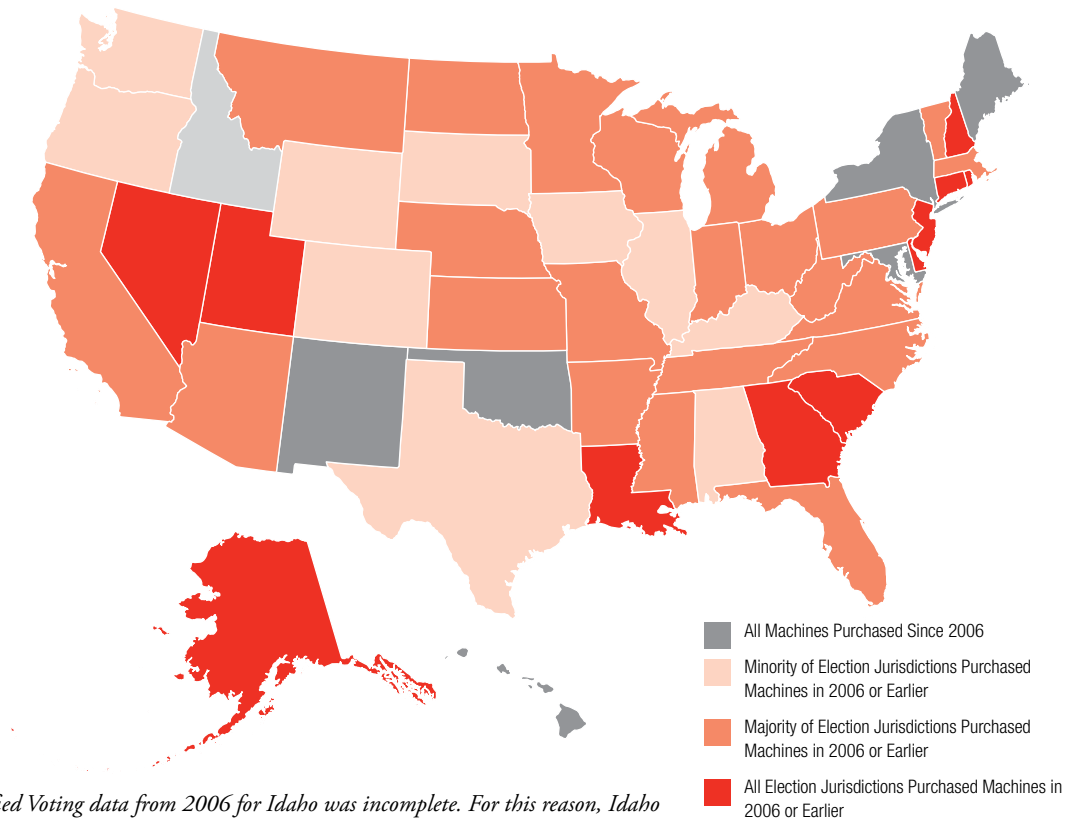 All Machines Purchased Since 2006
Minority of Election Jurisdictions Purchased
Machines in 2006 or Earlier
Majority of Election Jurisdictions Purchased
Machines in 2006 or Earlier
All Election Jurisdictions Purchased Machines in
2006 or Earlier
Voting data from 2006 for Idaho was incomplete. For this reason, Idaho